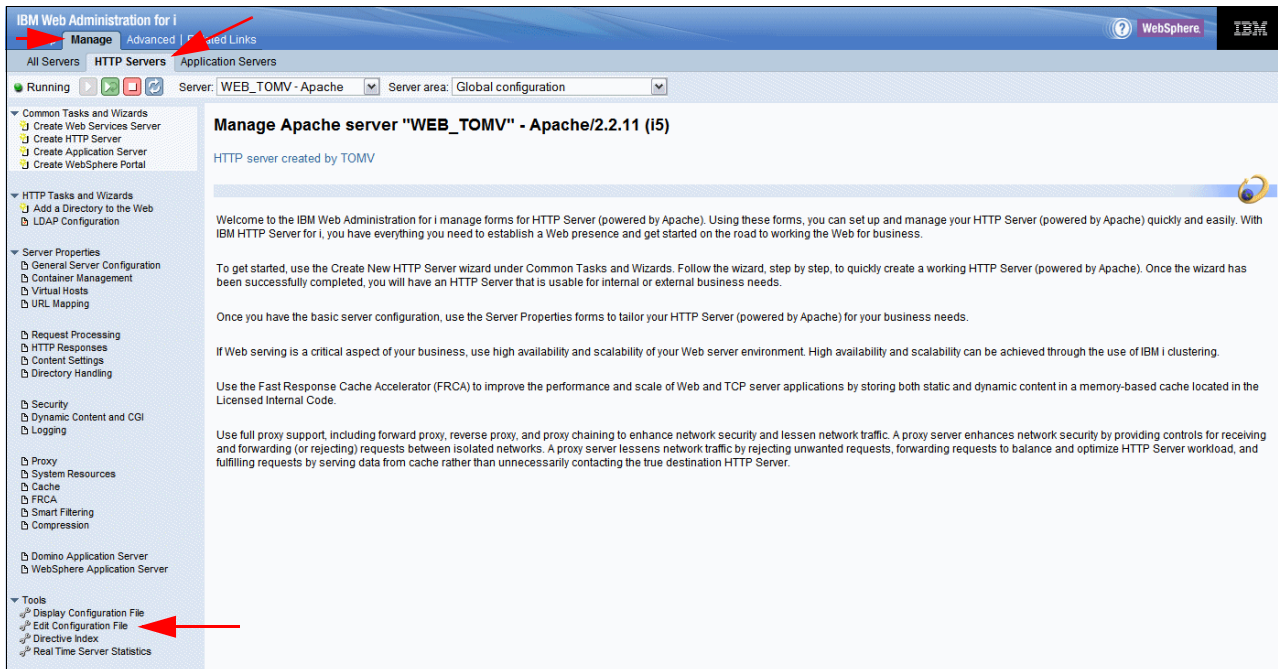 IBM Web Administration for i
Manage Advanced | Related Links
WebSphere. IBM
All Servers HTTP Servers Application Servers
Running Server: WEB_TOMV - Apache Server area: Global configuration
Common Tasks and Wizards
Create Web Services Server
Create HTTP Server
Create Application Server
Create WebSphere Portal
HTTP Tasks and Wizards
Add a Directory to the Web
LDAP Configuration
Server Properties
General Server Configuration
Container Management
Virtual Hosts
URL Mapping
Request Processing
HTTP Responses
Content Settings
Directory Handling
Security
Dynamic Content and CGI
Logging
Proxy
System Resources
Cache
FRCA
Smart Filtering
Compression
Domino Application Server
WebSphere Application Server
Tools
Display Configuration File
Edit Configuration File
Directive Index
Real Time Server Statistics
Manage Apache server "WEB_TOMV" - Apache/2.2.11 (i5)
HTTP server created by TOMV
Welcome to the IBM Web Administration for i manage forms for HTTP Server (powered by Apache). Using these forms, you can set up and manage your HTTP Server (powered by Apache) quickly and easily. With
IBM HTTP Server for i, you have everything you need to establish a Web presence and get started on the road to working the Web for business.
To get started, use the Create New HTTP Server wizard under Common Tasks and Wizards. Follow the wizard, step by step, to quickly create a working HTTP Server (powered by Apache). Once the wizard has
been successfully completed, you will have an HTTP Server that is usable for internal or external business needs.
Once you have the basic server configuration, use the Server Properties forms to tailor your HTTP Server (powered by Apache) for your business needs.
If Web serving is a critical aspect of your business, use high availability and scalability of your Web server environment. High availability and scalability can be achieved through the use of IBM i clustering.
Use the Fast Response Cache Accelerator (FRCA) to improve the performance and scale of Web and TCP server applications by storing both static and dynamic content in a memory-based cache located in the
Licensed Internal Code.
Use full proxy support, including forward proxy, reverse proxy, and proxy chaining to enhance network security and lessen network traffic. A proxy server enhances network security by providing controls for receiving
and forwarding (or rejecting) requests between isolated networks. A proxy server lessens network traffic by rejecting unwanted requests, forwarding requests to balance and optimize HTTP Server workload, and
fulfilling requests by serving data from cache rather than unnecessarily contacting the true destination HTTP Server.